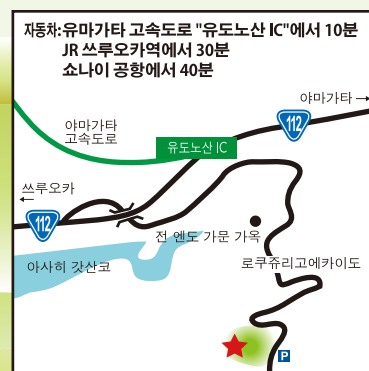 자동차:유마가타 고속도로 "유도노산 IC"에서 10분
JR 쓰루오카역에서 30분
쇼나이 공항에서 40분
야마가타 →
112
야마가타
고속도로
유도노산 IC
쓰루오카
←
112
전 엔도 가문 가옥
아사히 갓산코
로쿠쥬리고에카이도
P